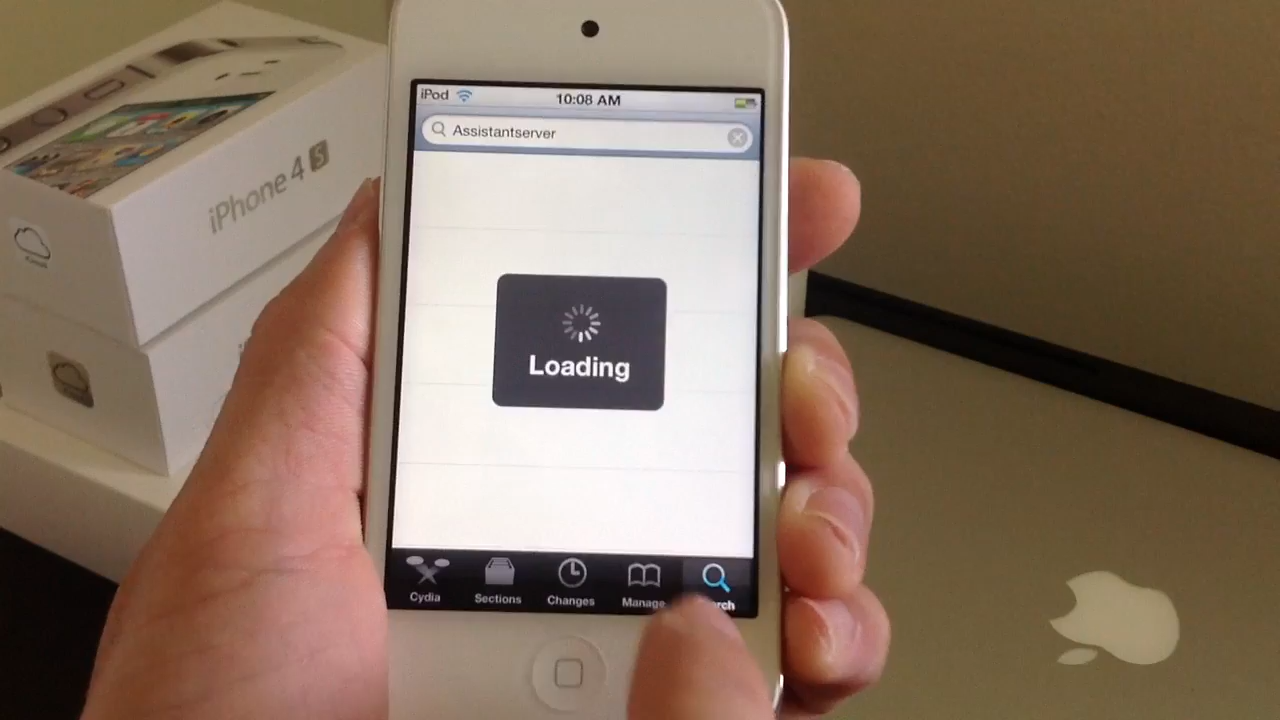 iPod 10:08 AM
Assistantserver
iPhone 4S
Loading
Cydia Sections Changes Manage